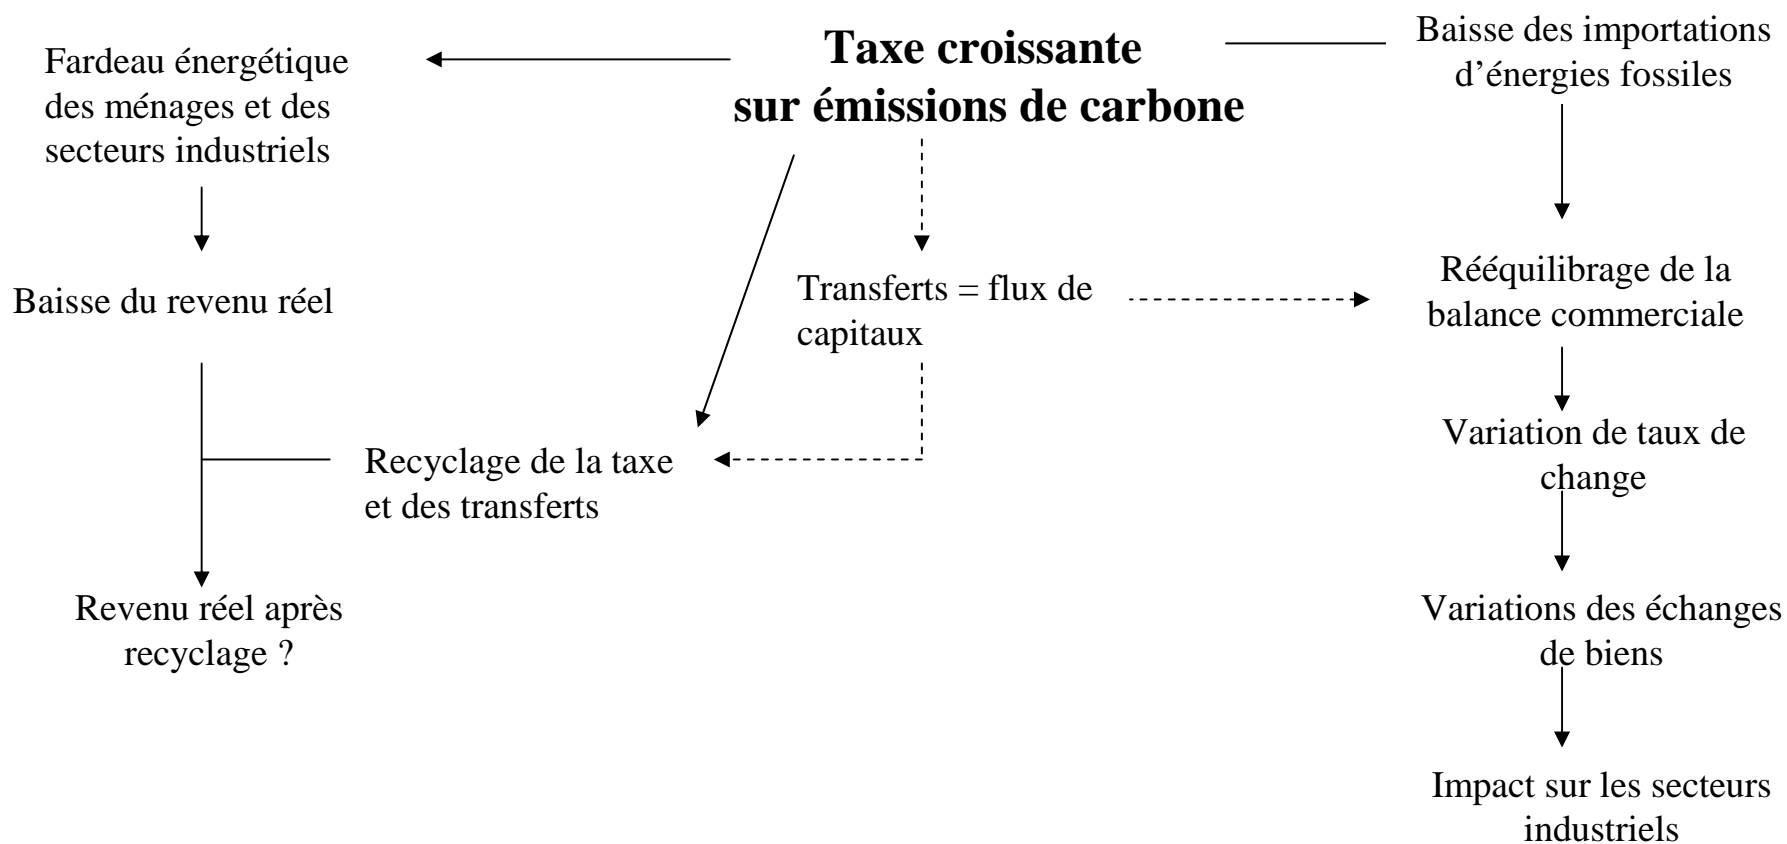 Taxe croissante
sur émissions de carbone
Fardeau énergétique
des ménages et des
secteurs industriels
Baisse du revenu réel
Revenu réel après
recyclage ?
Recyclage de la taxe
et des transferts
Transferts = flux de
capitaux
Baisse des importations
d’énergies fossiles
Rééquilibrage de la
balance commerciale
Variation de taux de
change
Variations des échanges
de biens
Impact sur les secteurs
industriels